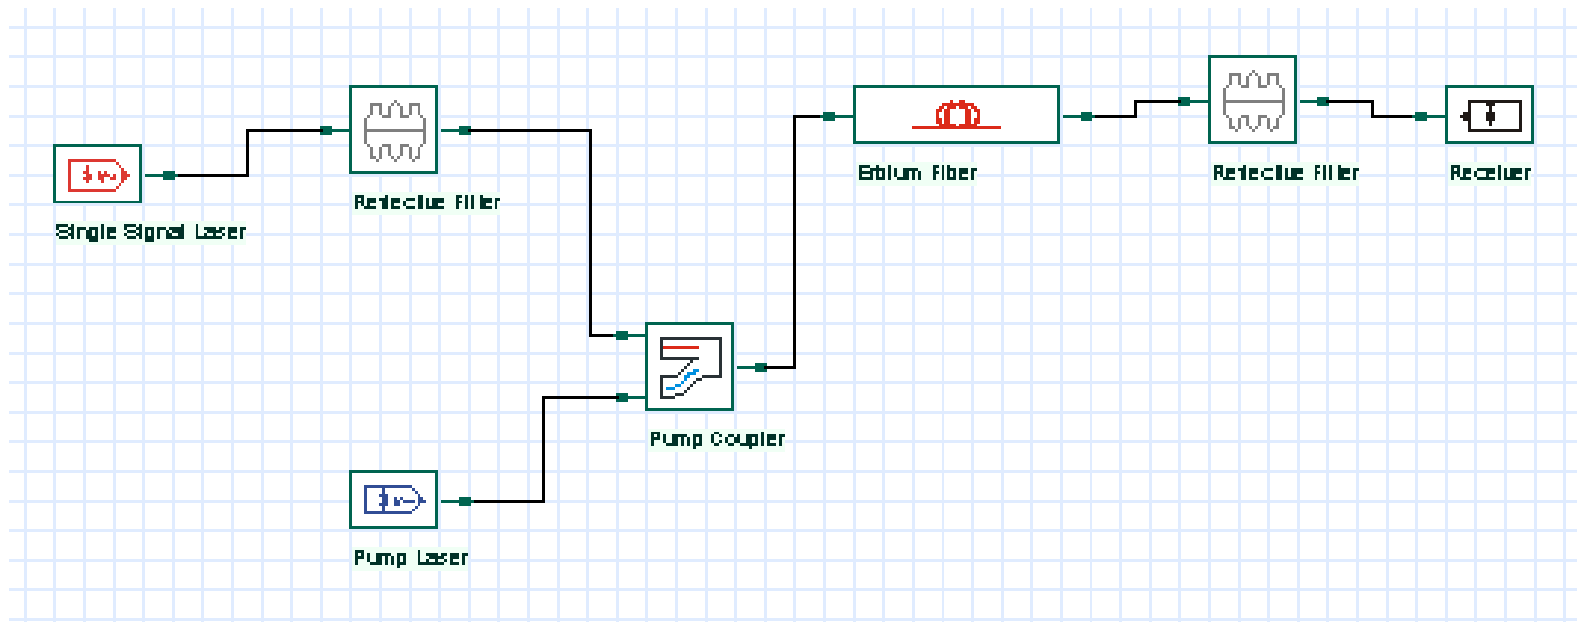 Single Signal Laser
Reflective Filter
Pump Coupler
Pump Laser
Erbium Fiber
Reflective Filter
Receiver